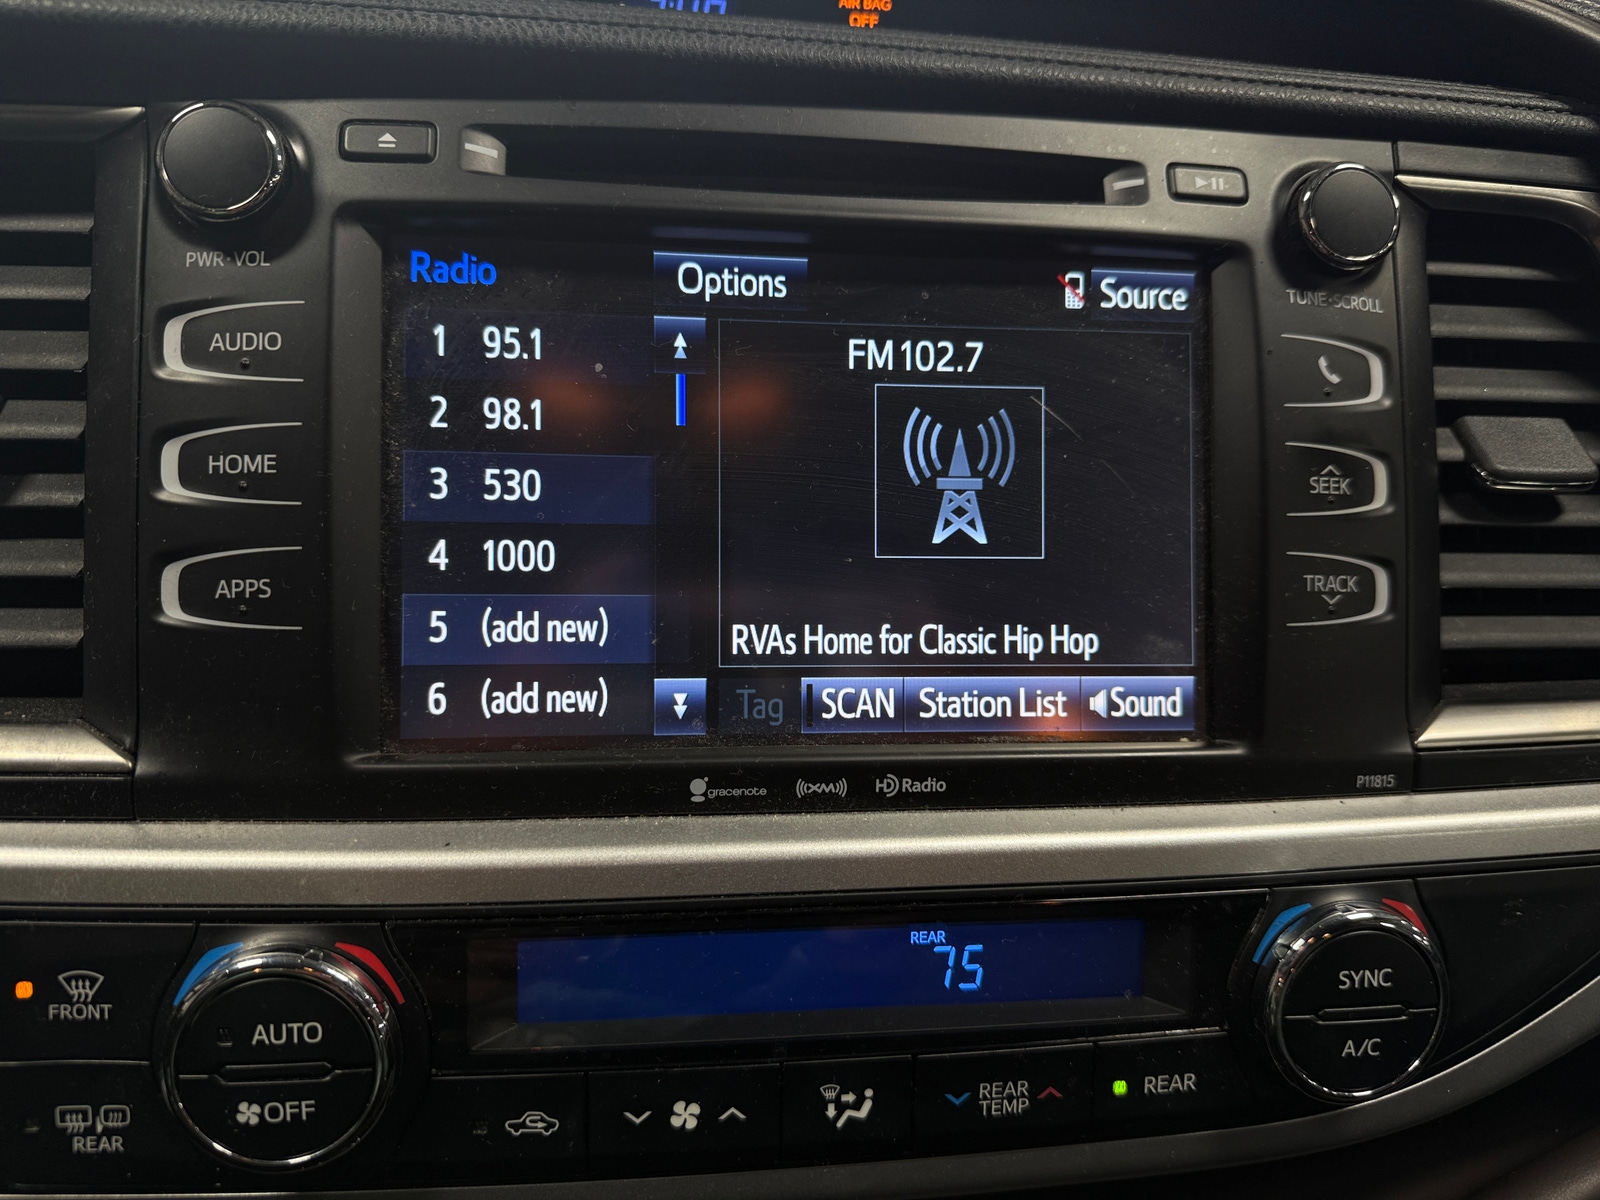 AIR BAG
OFF
PWR·VOL
TUNE·SCROLL
AUDIO
HOME
APPS
SEEK
TRACK
Radio
Options
Source
1 95.1
2 98.1
3 530
4 1000
5 (add new)
6 (add new)
FM 102.7
RVAs Home for Classic Hip Hop
Tag
SCAN
Station List
Sound
gracenote
((XM))
HD Radio
P11815
REAR
75
FRONT
REAR
AUTO
OFF
REAR
TEMP
REAR
SYNC
A/C